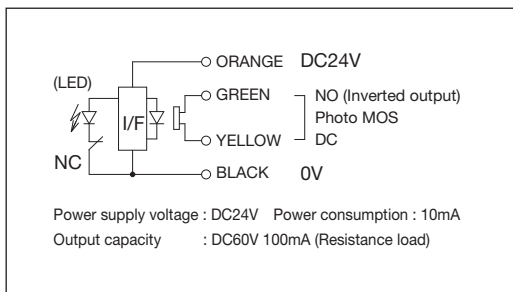 ORANGE DC24V
(LED)
GREEN NO (Inverted output)
I/F Photo MOS
YELLOW DC
NC
BLACK 0V
Power supply voltage : DC24V Power consumption : 10mA
Output capacity : DC60V 100mA (Resistance load)